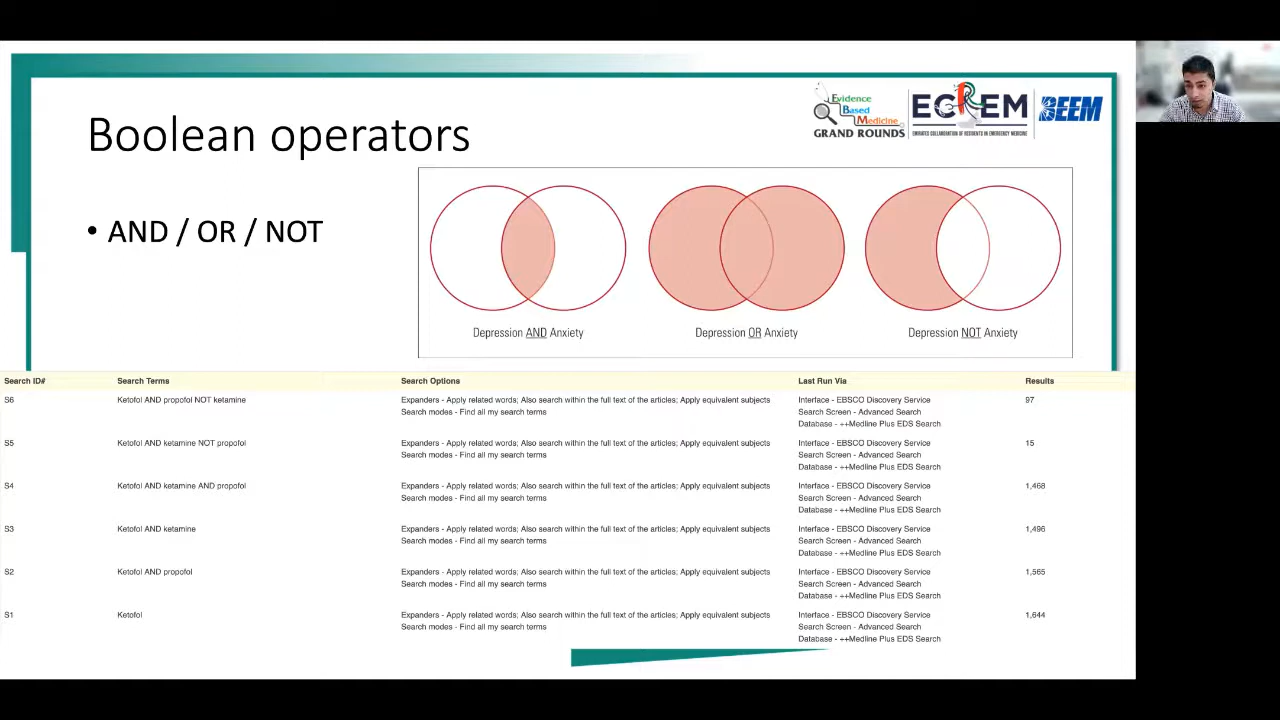 Boolean operators
Evidence
Based
Medicine
GRAND ROUNDS
ECREM
EMIRATES COLLABORATION OF RESIDENTS IN EMERGENCY MEDICINE
BEEM
• AND / OR / NOT
Depression AND Anxiety
Depression OR Anxiety
Depression NOT Anxiety
Search ID# Search Terms Search Options Last Run Via Results
S6 Ketofol AND propofol NOT ketamine Expanders - Apply related words; Also search within the full text of the articles; Apply equivalent subjects Interface - EBSCO Discovery Service 97
Search modes - Find all my search terms Search Screen - Advanced Search
Database - ++Medline Plus EDS Search
S5 Ketofol AND ketamine NOT propofol Expanders - Apply related words; Also search within the full text of the articles; Apply equivalent subjects Interface - EBSCO Discovery Service 15
Search modes - Find all my search terms Search Screen - Advanced Search
Database - ++Medline Plus EDS Search
S4 Ketofol AND ketamine AND propofol Expanders - Apply related words; Also search within the full text of the articles; Apply equivalent subjects Interface - EBSCO Discovery Service 1,468
Search modes - Find all my search terms Search Screen - Advanced Search
Database - ++Medline Plus EDS Search
S3 Ketofol AND ketamine Expanders - Apply related words; Also search within the full text of the articles; Apply equivalent subjects Interface - EBSCO Discovery Service 1,496
Search modes - Find all my search terms Search Screen - Advanced Search
Database - ++Medline Plus EDS Search
S2 Ketofol AND propofol Expanders - Apply related words; Also search within the full text of the articles; Apply equivalent subjects Interface - EBSCO Discovery Service 1,565
Search modes - Find all my search terms Search Screen - Advanced Search
Database - ++Medline Plus EDS Search
S1 Ketofol Expanders - Apply related words; Also search within the full text of the articles; Apply equivalent subjects Interface - EBSCO Discovery Service 1,644
Search modes - Find all my search terms Search Screen - Advanced Search
Database - ++Medline Plus EDS Search